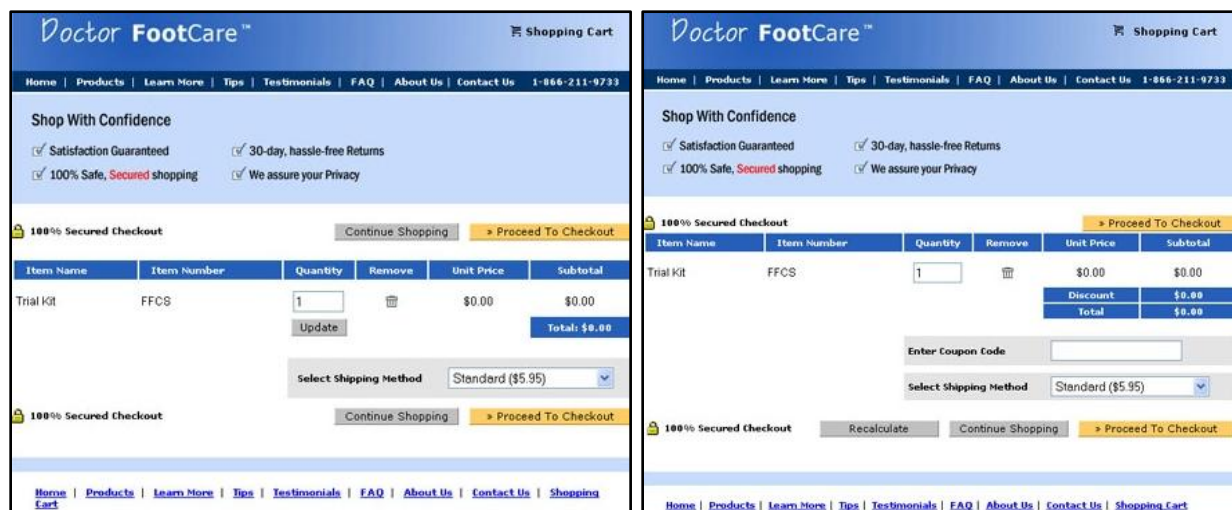 Doctor FootCare™
Shopping Cart
Home | Products | Learn More | Tips | Testimonials | FAQ | About Us | Contact Us 1-866-211-9733
Shop With Confidence
Satisfaction Guaranteed 30-day, hassle-free Returns
100% Safe, Secured shopping We assure your Privacy
100% Secured Checkout Continue Shopping » Proceed To Checkout
Item Name Item Number Quantity Remove Unit Price Subtotal
Trial Kit FFCS 1 $0.00 $0.00
Update Total: $0.00
Select Shipping Method Standard ($5.95)
100% Secured Checkout Continue Shopping » Proceed To Checkout
Home | Products | Learn More | Tips | Testimonials | FAQ | About Us | Contact Us | Shopping
Cart
Doctor FootCare™
Shopping Cart
Home | Products | Learn More | Tips | Testimonials | FAQ | About Us | Contact Us 1-866-211-9733
Shop With Confidence
Satisfaction Guaranteed 30-day, hassle-free Returns
100% Safe, Secured shopping We assure your Privacy
100% Secured Checkout » Proceed To Checkout
Item Name Item Number Quantity Remove Unit Price Subtotal
Trial Kit FFCS 1 $0.00 $0.00
Discount $0.00
Total $0.00
Enter Coupon Code
Select Shipping Method Standard ($5.95)
100% Secured Checkout Recalculate Continue Shopping » Proceed To Checkout
Home | Products | Learn More | Tips | Testimonials | FAQ | About Us | Contact Us | Shopping Cart